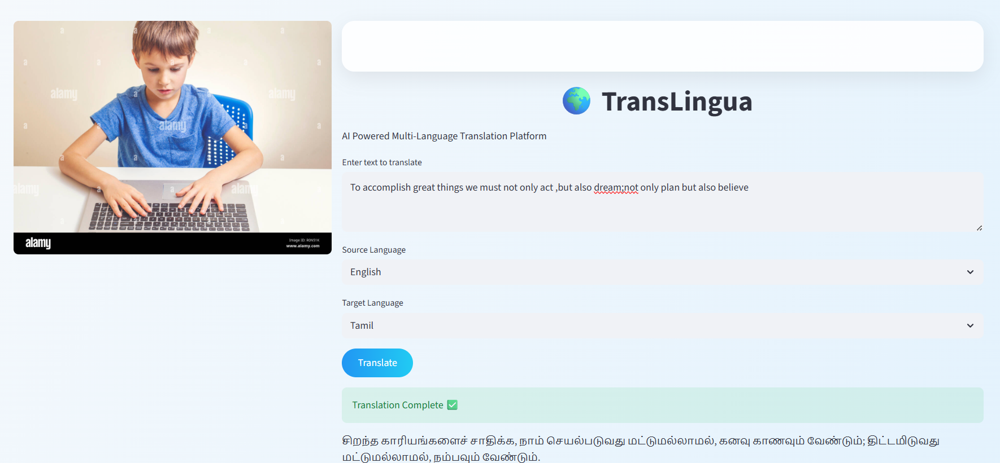 alamy
alamy
alamy
alamy
alamy
alamy
www.alamy.com
TransLingua
AI Powered Multi-Language Translation Platform
Enter text to translate
To accomplish great things we must not only act ,but also dream;not only plan but also believe
Source Language
English
Target Language
Tamil
Translate
Translation Complete ✅
சிறந்த காரியங்களைச் சாதிக்க, நாம் செயல்படுவது மட்டுமல்லாமல், கனவு காணவும் வேண்டும்; திட்டமிடுவது
மட்டுமல்லாமல், நம்பவும் வேண்டும்.